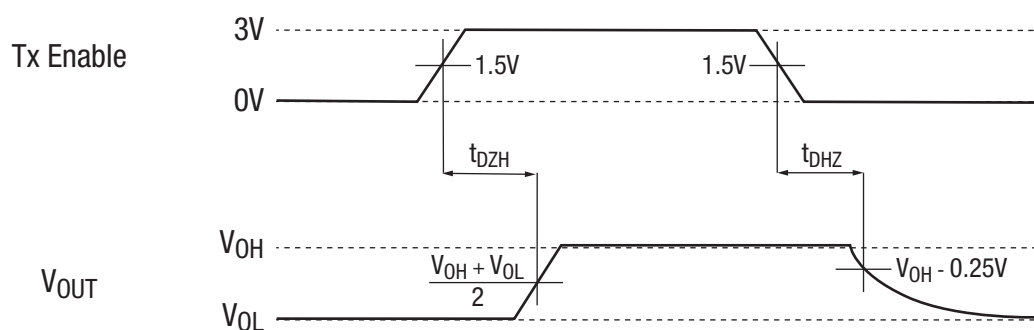 3V
Tx Enable
1.5V
1.5V
0V
tDZH
tDHZ
VOH
VOH + VOL
2
VOH - 0.25V
VOUT
VOL